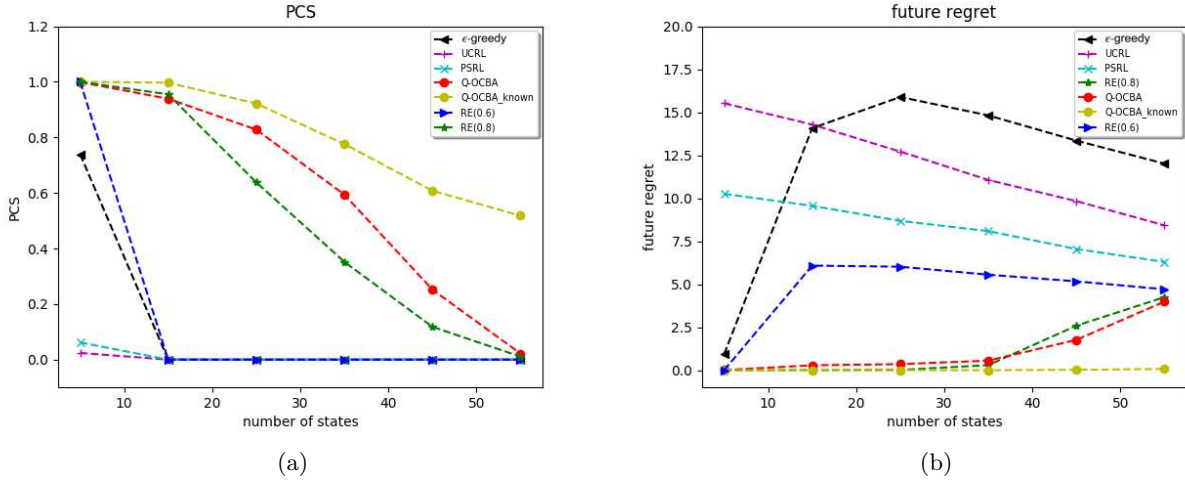 PCS
1.2
1.0
0.8
0.6
0.4
0.2
0.0
PCS
10
20
30
40
50
number of states
ϵ-greedy
UCRL
PSRL
Q-OCBA
Q-OCBA_known
RE(0.6)
RE(0.8)
(a)
future regret
20.0
17.5
15.0
12.5
10.0
7.5
5.0
2.5
0.0
future regret
10
20
30
40
50
number of states
ϵ-greedy
UCRL
PSRL
RE(0.8)
Q-OCBA
Q-OCBA_known
RE(0.6)
(b)